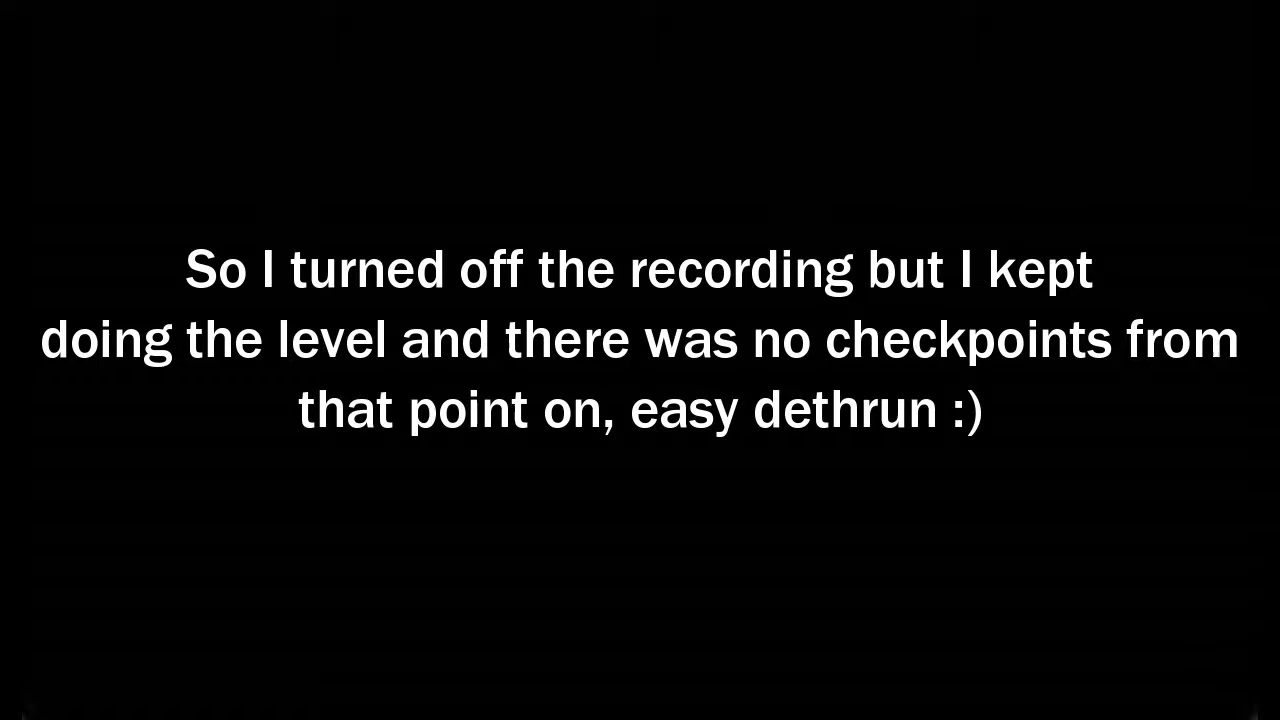 So I turned off the recording but I kept
doing the level and there was no checkpoints from
that point on, easy dethrun :)